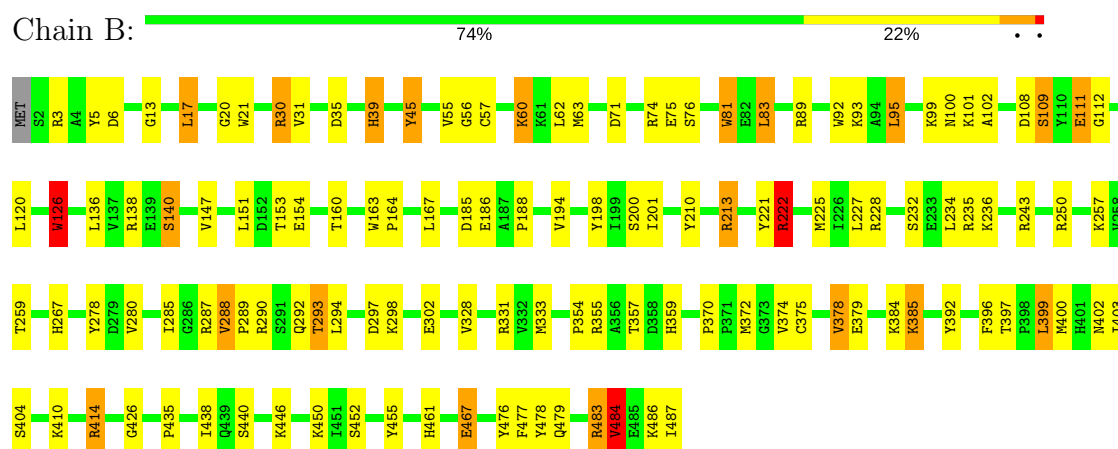 Chain B:
74% 22% • •
MET S2 R3 A4 Y5 D6 G13 L17 G20 W21 R30 V31 D35 H39 Y45 V55 G56 C57 K60 K61 L62 M63 D71 R74 E75 S76 W81 E82 L83 R89 W92 K93 A94 L95 K99 N100 K101 A102 D108 S109 Y110 E111 G112
L120 W126 L136 V137 R138 E139 S140 V147 L151 D152 T153 E154 T160 W163 P164 L167 D185 E186 A187 P188 V194 Y198 I199 S200 I201 Y210 R213 Y221 R222 M225 I226 L227 R228 S232 E233 L234 R235 K236 R243 R250 K257 V258
T259 H267 Y278 D279 V280 I285 G286 R287 V288 P289 R290 S291 Q292 T293 L294 D297 K298 E302 V328 R331 V332 M333 P354 R355 A356 T357 D358 H359 P370 P371 M372 G373 V374 C375 V378 E379 K384 K385 Y392 F396 T397 P398 L399 M400 H401 N402 I403
S404 K410 R414 G426 P435 I438 Q439 S440 K446 K450 I451 S452 Y455 H461 E467 Y476 F477 Y478 Q479 R483 V484 E485 K486 I487